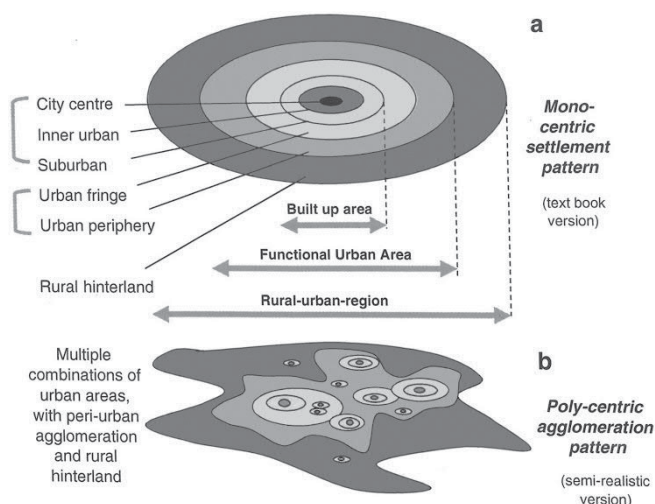 a
City centre
Inner urban
Suburban
Urban fringe
Urban periphery
Rural hinterland
Mono-
centric
settlement
pattern
(text book
version)
Built up area
Functional Urban Area
Rural-urban-region
Multiple
combinations of
urban areas,
with peri-urban
agglomeration
and rural
hinterland
b
Poly-centric
agglomeration
pattern
(semi-realistic
version)